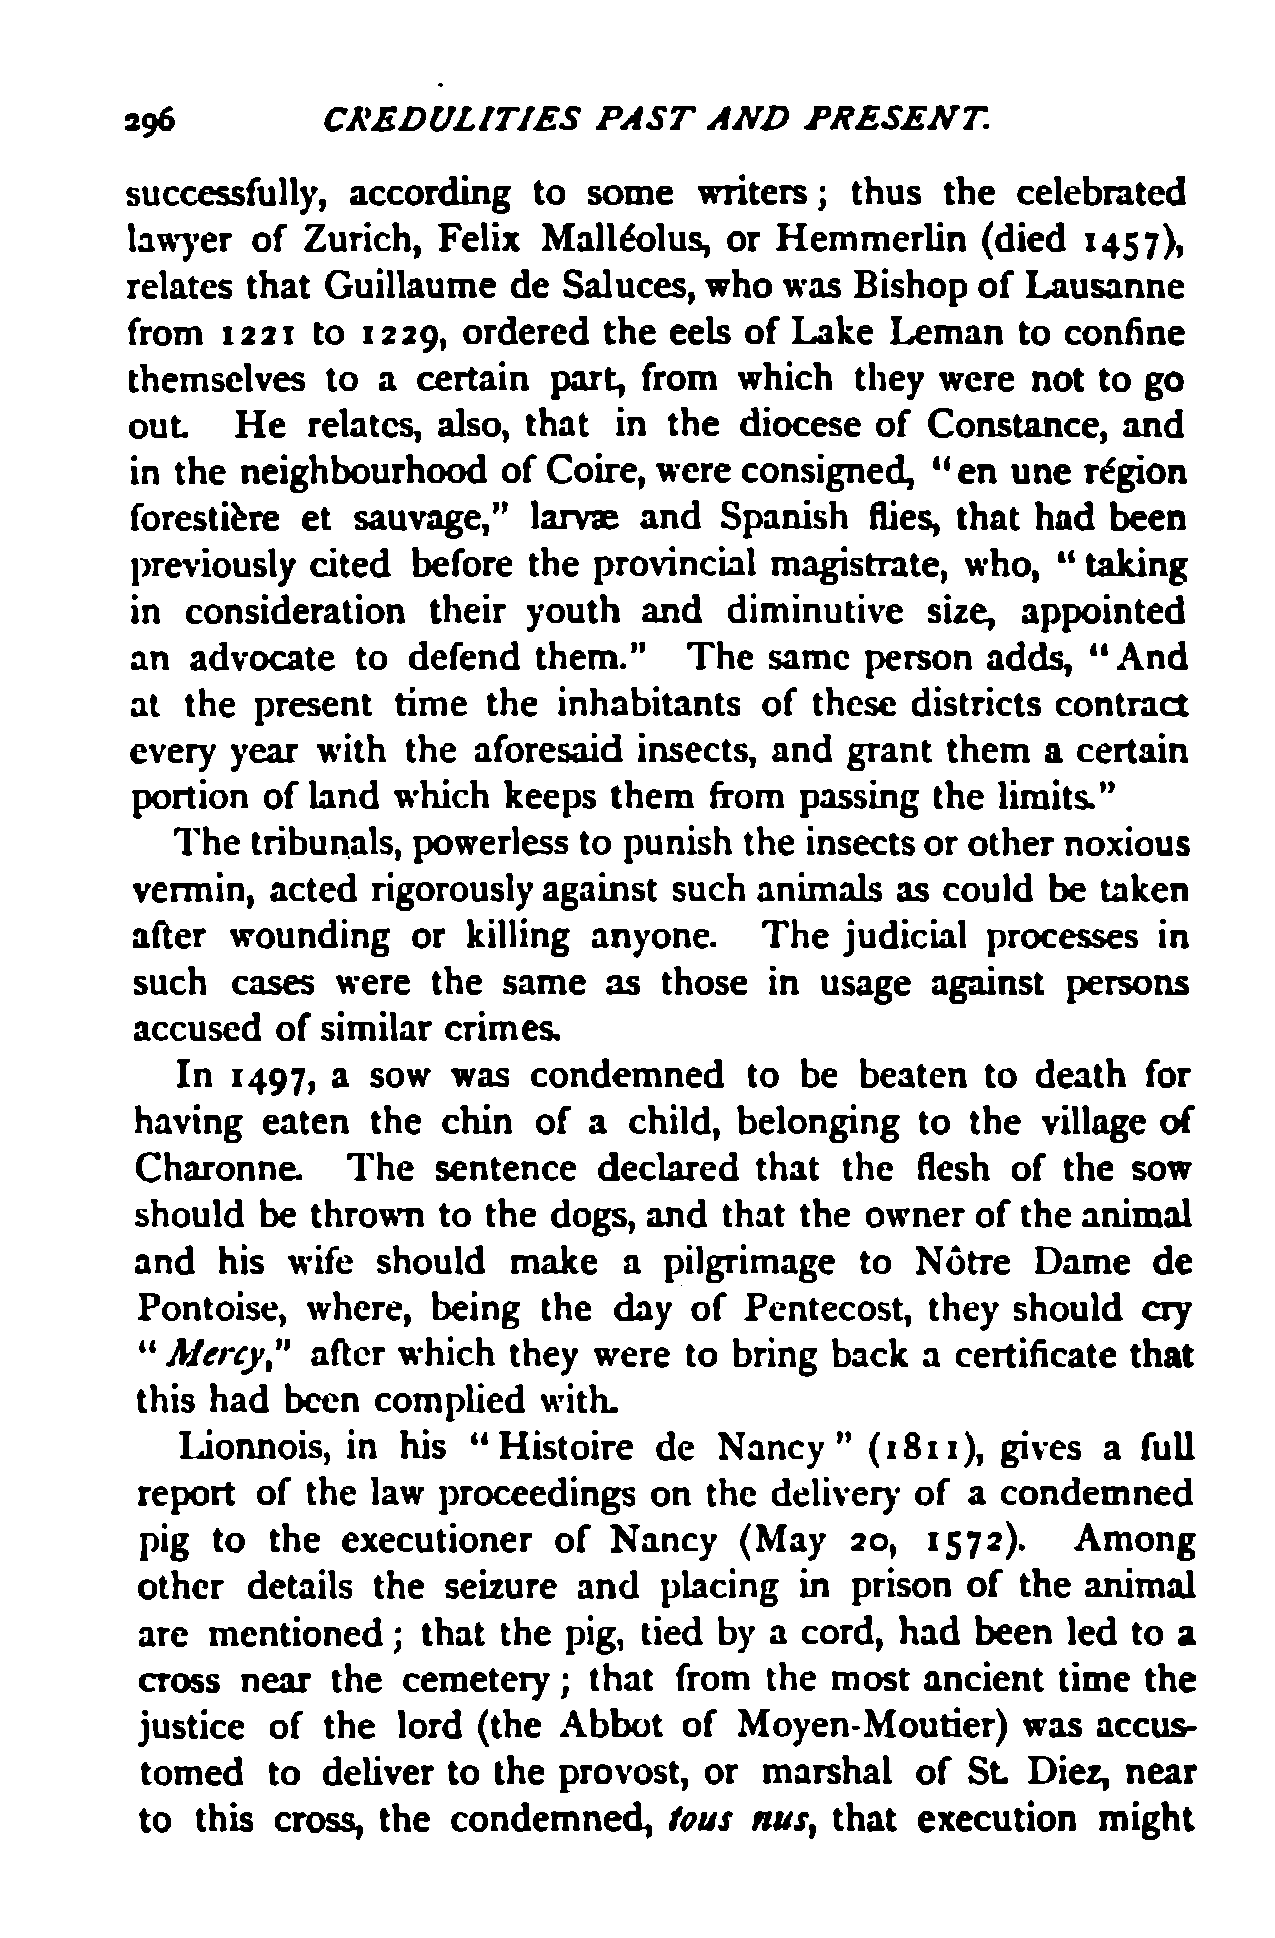 296 CREDULITIES PAST AND PRESENT.
successfully, according to some writers ; thus the celebrated
lawyer of Zurich, Felix Malléolus, or Hemmerlin (died 1457),
relates that Guillaume de Saluces, who was Bishop of Lausanne
from 1221 to 1229, ordered the eels of Lake Leman to confine
themselves to a certain part, from which they were not to go
out. He relates, also, that in the diocese of Constance, and
in the neighbourhood of Coire, were consigned, “en une région
forestière et sauvage,” larvæ and Spanish flies, that had been
previously cited before the provincial magistrate, who, “taking
in consideration their youth and diminutive size, appointed
an advocate to defend them.” The same person adds, “And
at the present time the inhabitants of these districts contract
every year with the aforesaid insects, and grant them a certain
portion of land which keeps them from passing the limits.”
The tribunals, powerless to punish the insects or other noxious
vermin, acted rigorously against such animals as could be taken
after wounding or killing anyone. The judicial processes in
such cases were the same as those in usage against persons
accused of similar crimes.
In 1497, a sow was condemned to be beaten to death for
having eaten the chin of a child, belonging to the village of
Charonne. The sentence declared that the flesh of the sow
should be thrown to the dogs, and that the owner of the animal
and his wife should make a pilgrimage to Nôtre Dame de
Pontoise, where, being the day of Pentecost, they should cry
“Mercy,” after which they were to bring back a certificate that
this had been complied with.
Lionnois, in his “Histoire de Nancy” (1811), gives a full
report of the law proceedings on the delivery of a condemned
pig to the executioner of Nancy (May 20, 1572). Among
other details the seizure and placing in prison of the animal
are mentioned ; that the pig, tied by a cord, had been led to a
cross near the cemetery ; that from the most ancient time the
justice of the lord (the Abbot of Moyen-Moutier) was accus-
tomed to deliver to the provost, or marshal of St. Diez, near
to this cross, the condemned, tous nus, that execution might